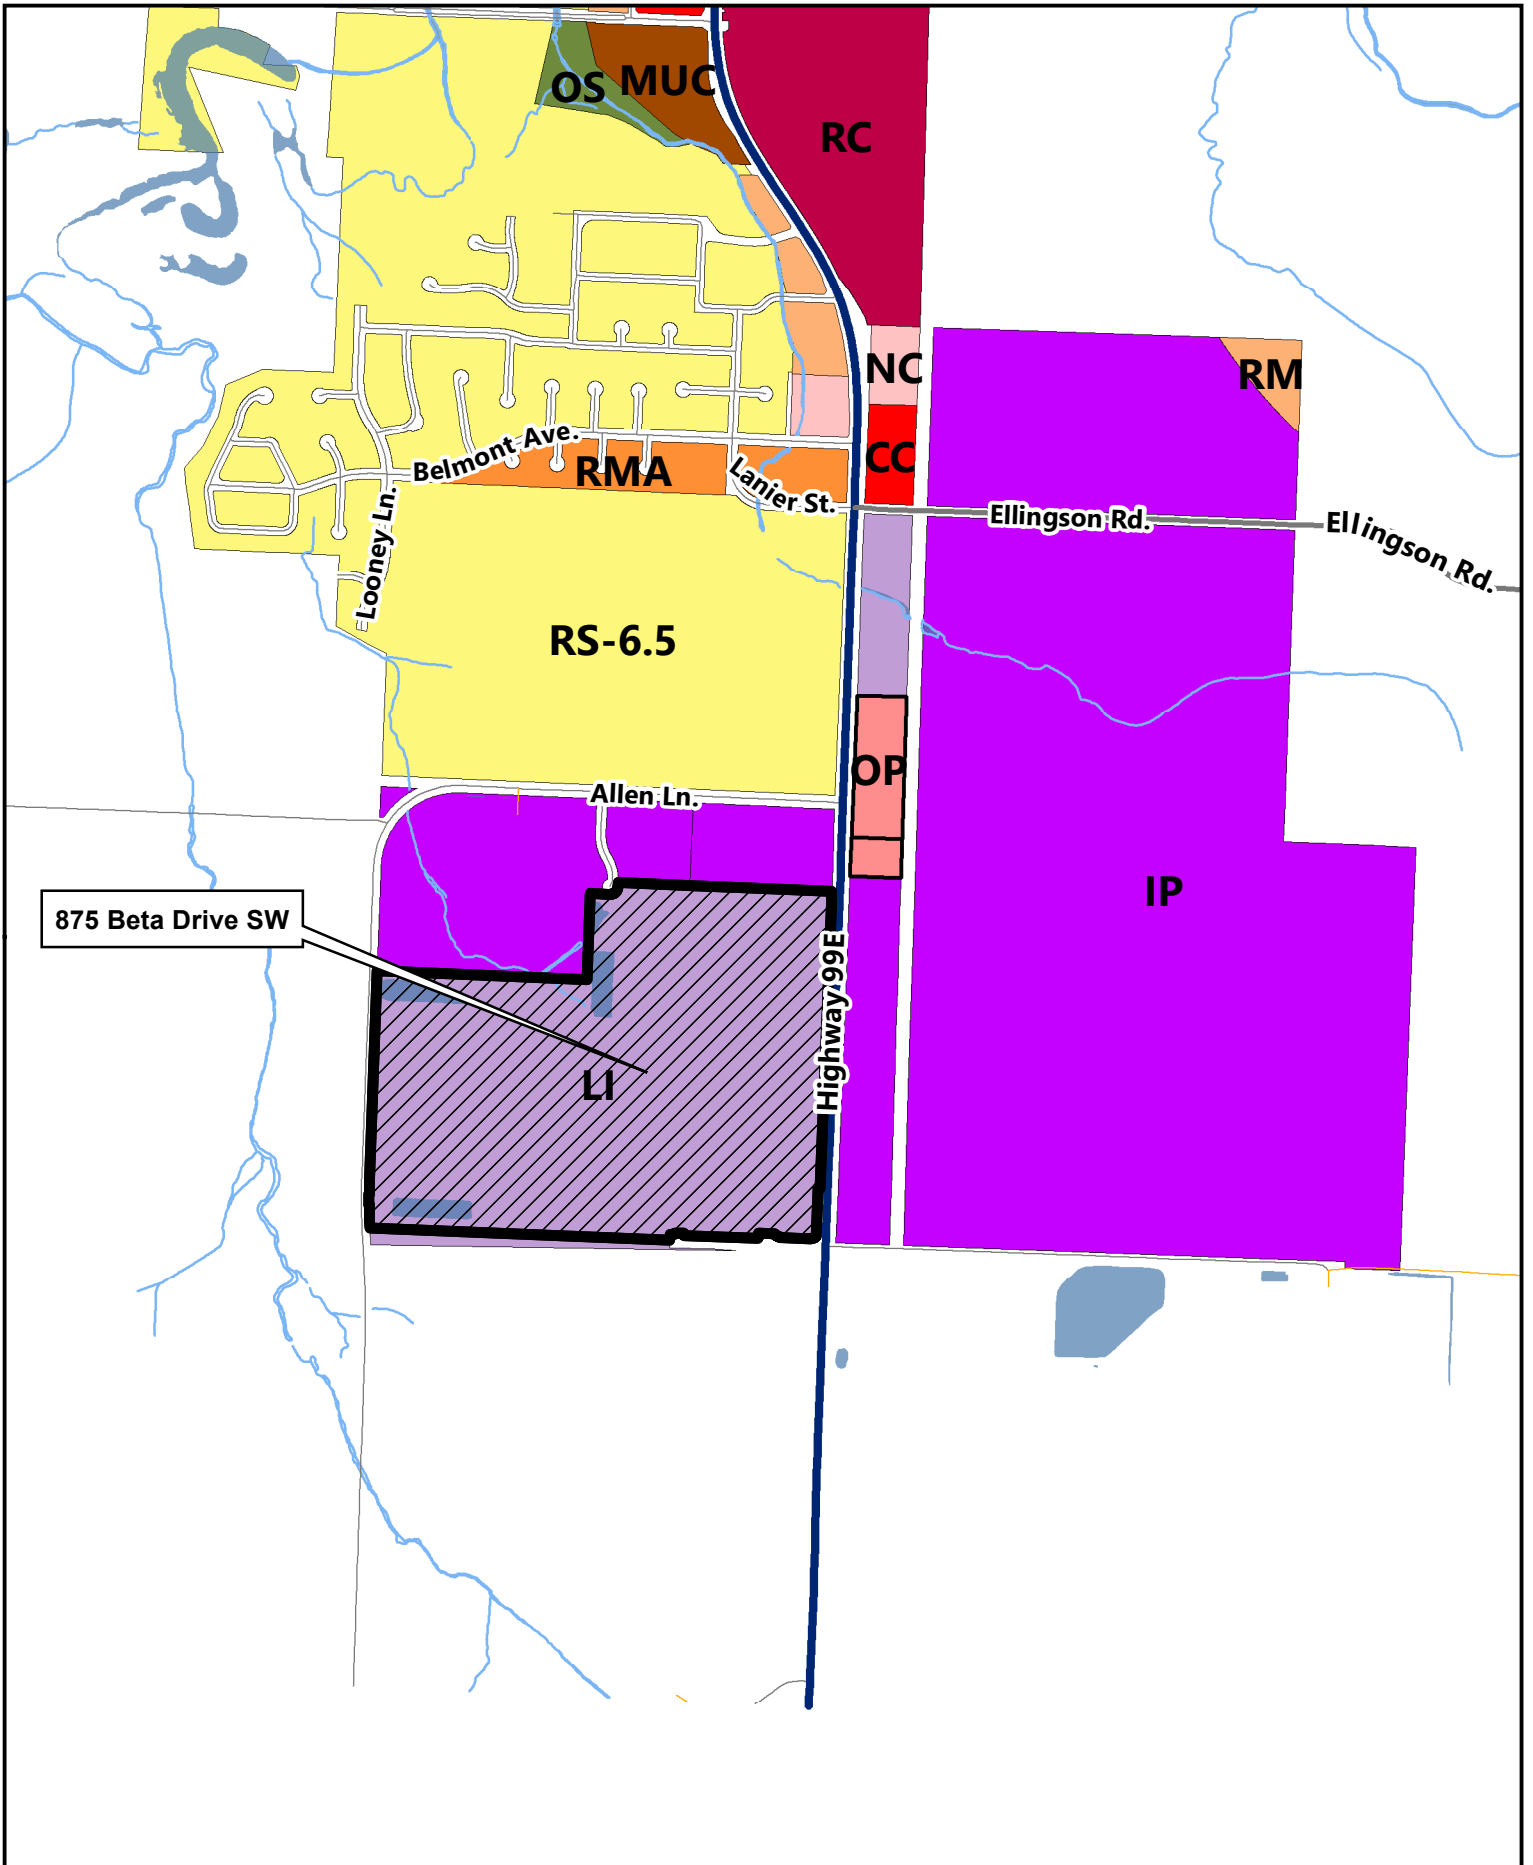 OS
MUC
RC
NC
RM
Belmont Ave.
RMA
CC
Lanier St.
Looney Ln.
Ellingson Rd.
Ellingson Rd.
RS-6.5
OP
Allen Ln.
IP
875 Beta Drive SW
Highway 99E
LI